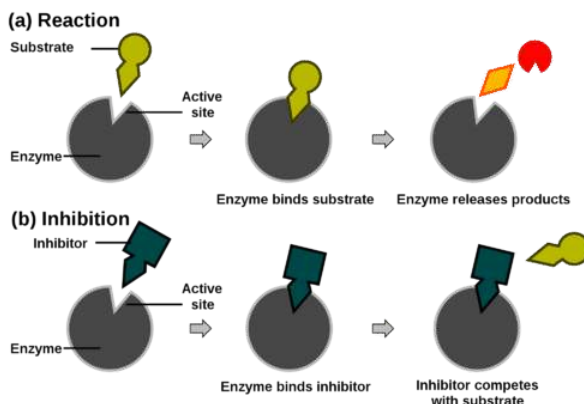 (a) Reaction
Substrate
Active
site
Enzyme
Enzyme binds substrate
Enzyme releases products
(b) Inhibition
Inhibitor
Active
site
Enzyme
Enzyme binds inhibitor
Inhibitor competes
with substrate